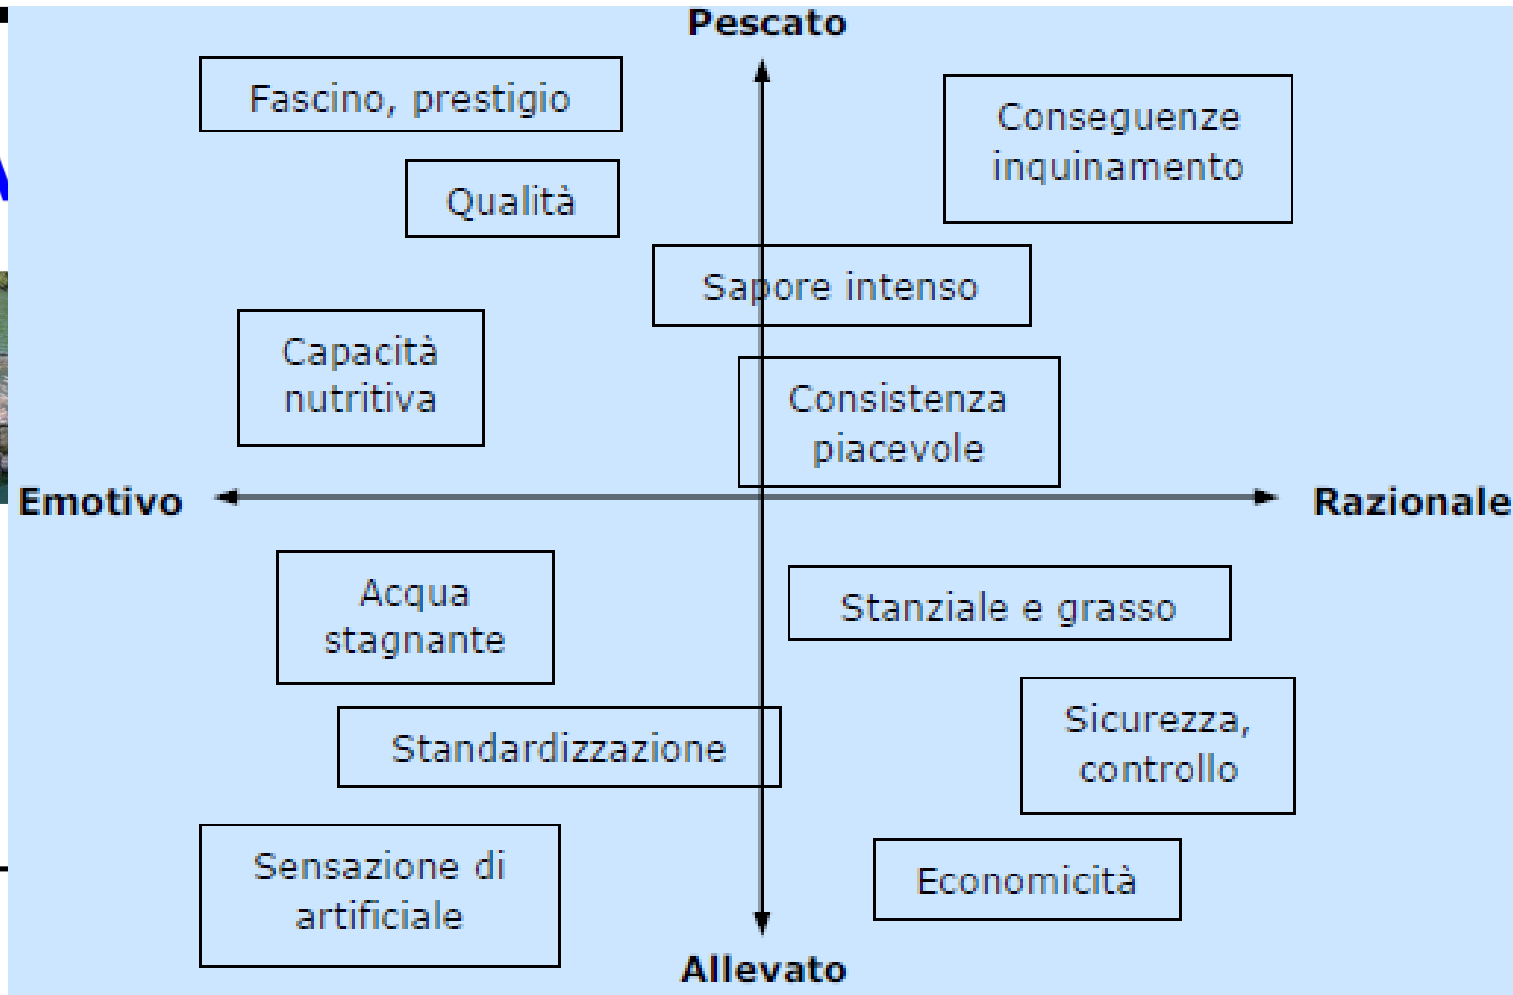 Pescato
Fascino, prestigio
Conseguenze
inquinamento
Qualità
Sapore intenso
Capacità
nutritiva
Consistenza
piacevole
Emotivo
Razionale
Acqua
stagnante
Stanziale e grasso
Standardizzazione
Sicurezza,
controllo
Sensazione di
artificiale
Economicità
Allevato